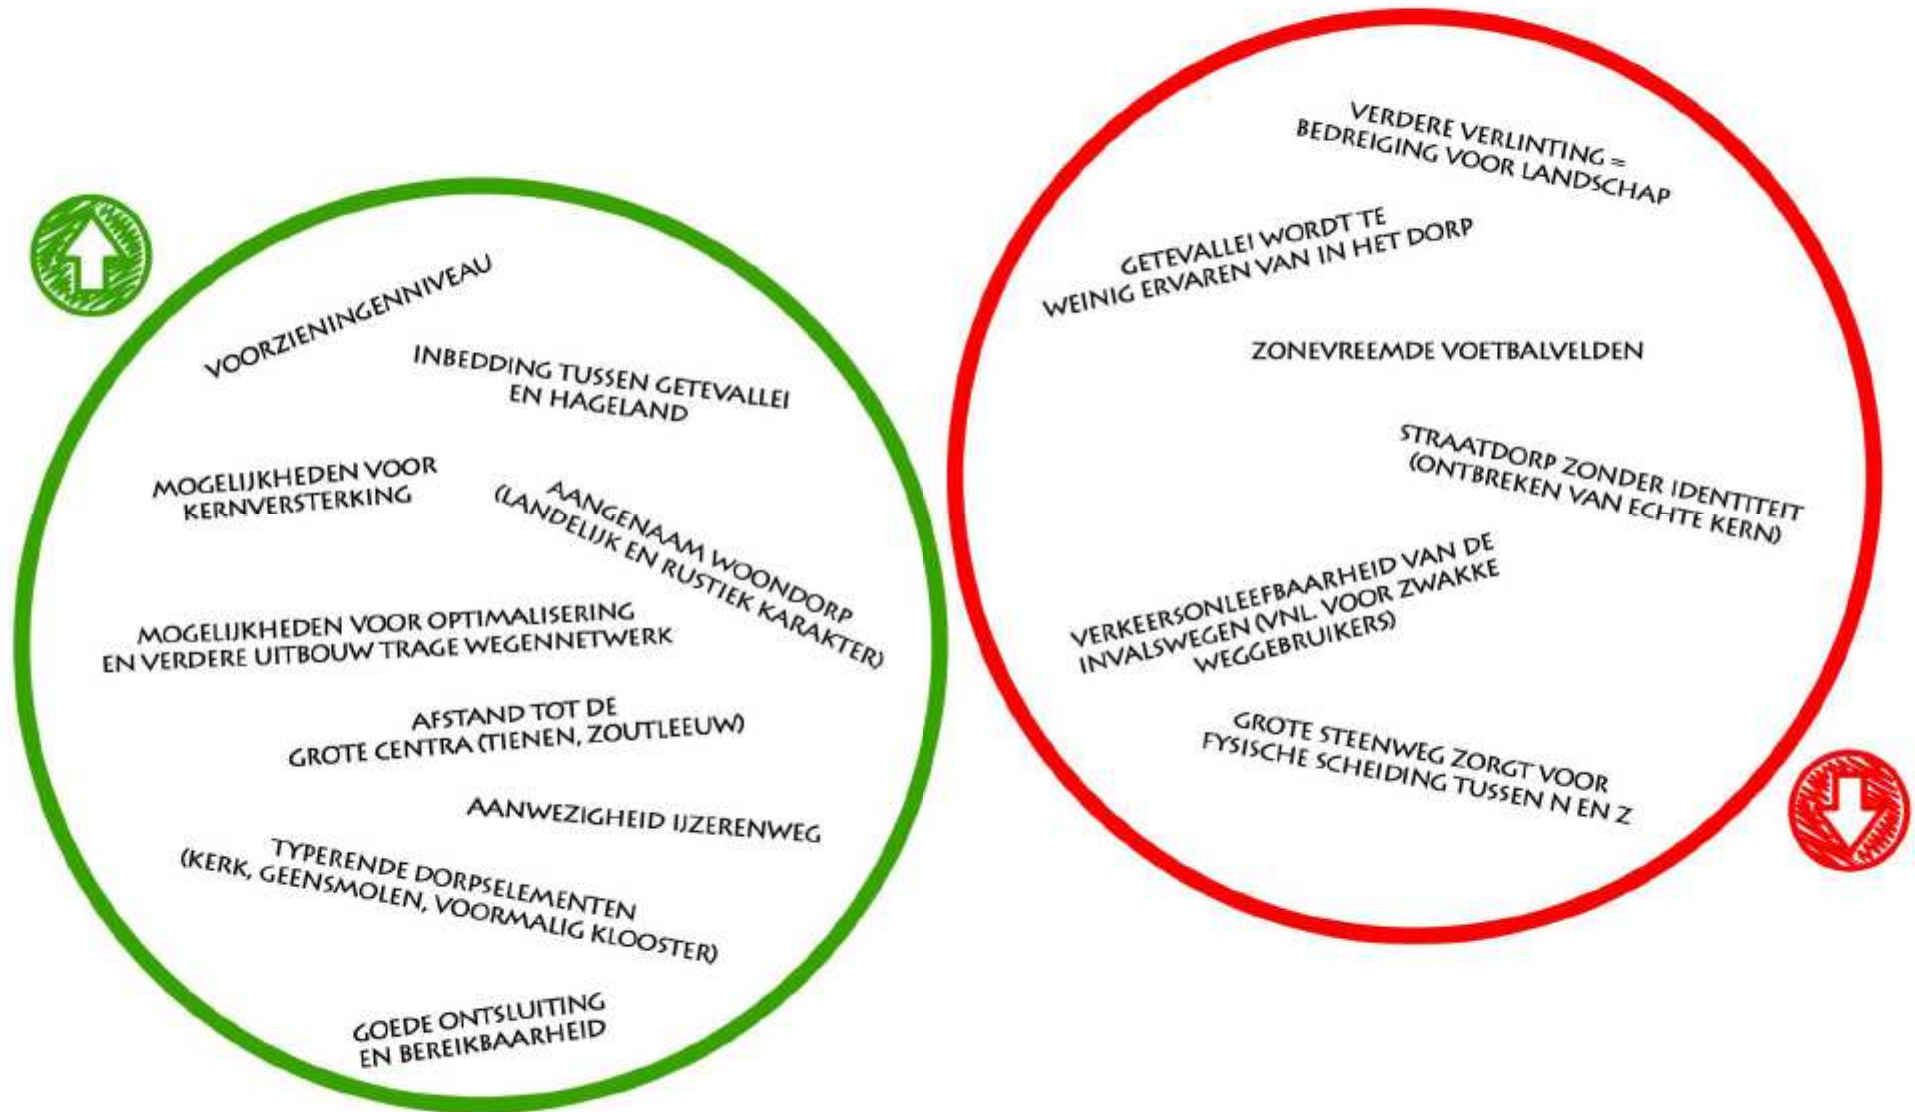 VOORZIENINGENNIVEAU
INBEDDING TUSSEN GETEVALLEI
EN HAGELAND
MOGELIJKHEDEN VOOR
KERNVERSTERKING
AANGENAAM WOONDORP
(LANDELIJK EN RUSTIEK KARAKTER)
MOGELIJKHEDEN VOOR OPTIMALISERING
EN VERDERE UITBOUW TRAGE WEGENNETWERK
AFSTAND TOT DE
GROTE CENTRA (TIENEN, ZOUTLEEUW)
AANWEZIGHEID IJZERENWEG
TYPERENDE DORPSELEMENTEN
(KERK, GEENSMOLEN, VOORMALIG KLOOSTER)
GOEDE ONTSLUITING
EN BEREIKBAARHEID
VERDERE VERLINTING =
BEDREIGING VOOR LANDSCHAP
GETEVALLEI WORDT TE
WEINIG ERVAREN VAN IN HET DORP
ZONEVREEMDE VOETBALVELDEN
STRAATDORP ZONDER IDENTITEIT
(ONTBREKEN VAN ECHTE KERN)
VERKEERSONLEEFBAARHEID VAN DE
INVALSWEGEN (VNL. VOOR ZWAKKE
WEGGEBRUIKERS)
GROTE STEENWEG ZORGT VOOR
FYSISCHE SCHEIDING TUSSEN N EN Z